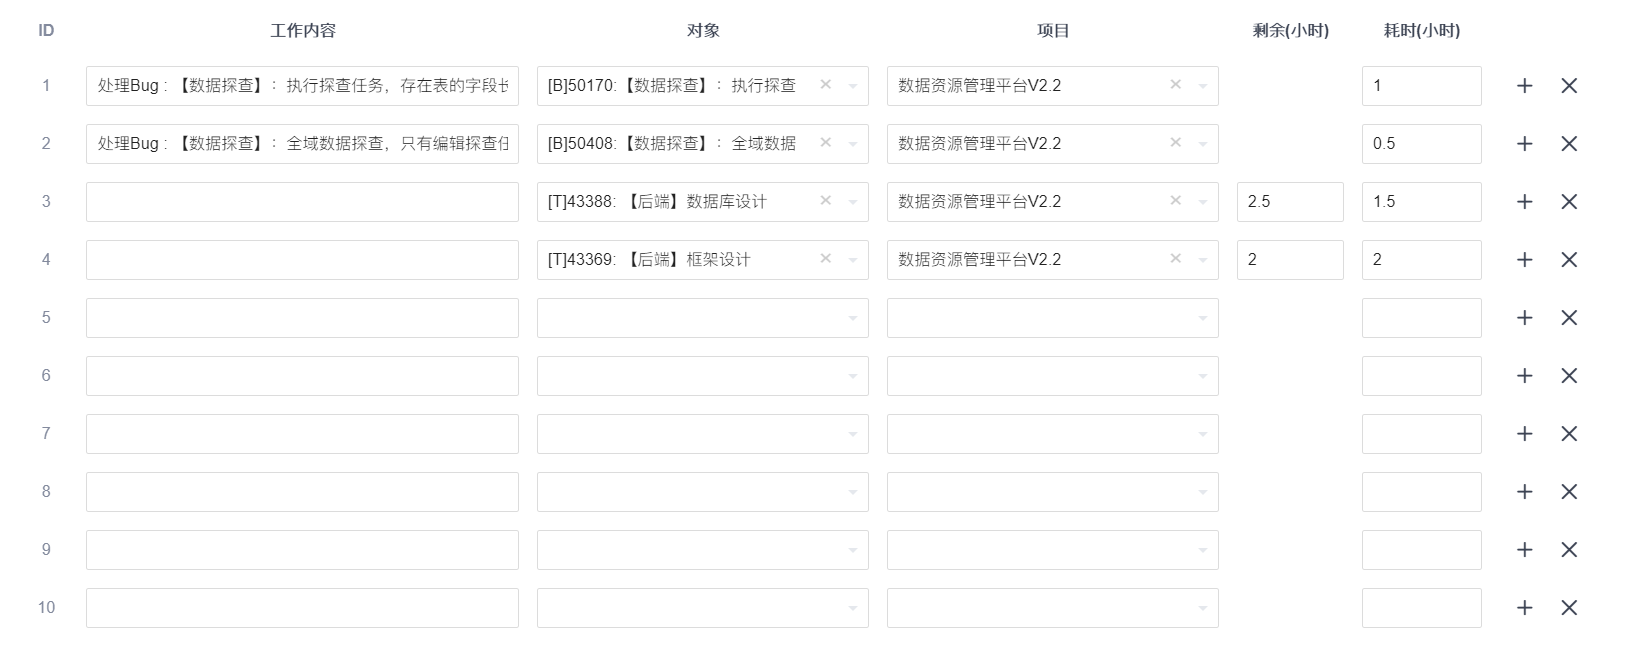 ID 工作内容 对象 项目 剩余(小时) 耗时(小时)
1 处理Bug : 【数据探查】: 执行探查任务，存在表的字段长 [B]50170:【数据探查】: 执行探查 数据资源管理平台V2.2 1
2 处理Bug : 【数据探查】: 全域数据探查，只有编辑探查任 [B]50408:【数据探查】: 全域数据 数据资源管理平台V2.2 0.5
3 [T]43388: 【后端】数据库设计 数据资源管理平台V2.2 2.5 1.5
4 [T]43369: 【后端】框架设计 数据资源管理平台V2.2 2 2
5
6
7
8
9
10